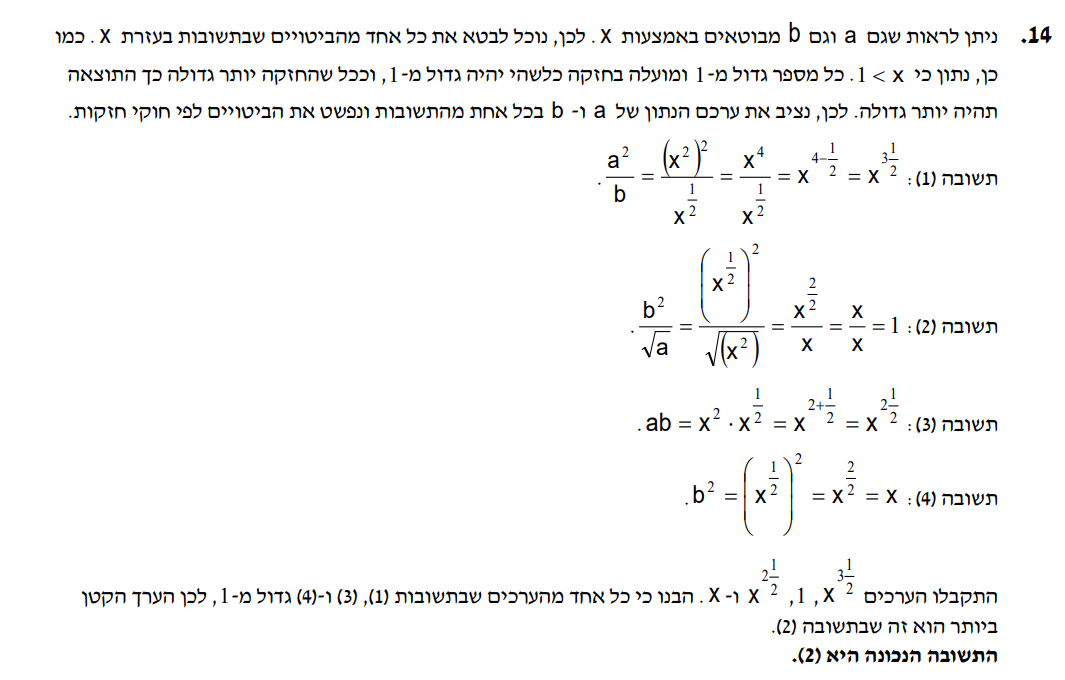 14. ניתן לראות שגם a וגם b מבוטאים באמצעות x. לכן, נוכל לבטא את כל אחד מהביטויים שבתשובות בעזרת x. כמו
כן, נתון כי 1 < x. כל מספר גדול מ-1 ומועלה בחזקה כלשהי יהיה גדול מ-1, וככל שהחזקה יותר גדולה כך התוצאה
תהיה יותר גדולה. לכן, נציב את ערכם הנתון של a ו- b בכל אחת מהתשובות ונפשט את הביטויים לפי חוקי חזקות.
תשובה (1): $\frac{a^2}{b} = \frac{(x^2)^2}{x^{\frac{1}{2}}} = \frac{x^4}{x^{\frac{1}{2}}} = x^{4-\frac{1}{2}} = x^{3\frac{1}{2}}$.
תשובה (2): $\frac{b^2}{\sqrt{a}} = \frac{\left(x^{\frac{1}{2}}\right)^2}{\sqrt{(x^2)}} = \frac{x^{\frac{2}{2}}}{x} = \frac{x}{x} = 1$.
תשובה (3): $ab = x^2 \cdot x^{\frac{1}{2}} = x^{2+\frac{1}{2}} = x^{2\frac{1}{2}}$.
תשובה (4): $b^2 = \left(x^{\frac{1}{2}}\right)^2 = x^{\frac{2}{2}} = x$.
התקבלו הערכים $x^{3\frac{1}{2}}$, 1, $x^{2\frac{1}{2}}$ ו- x. הבנו כי כל אחד מהערכים שבתשובות (1), (3) ו-(4) גדול מ-1, לכן הערך הקטן
ביותר הוא זה שבתשובה (2).
התשובה הנכונה היא (2).